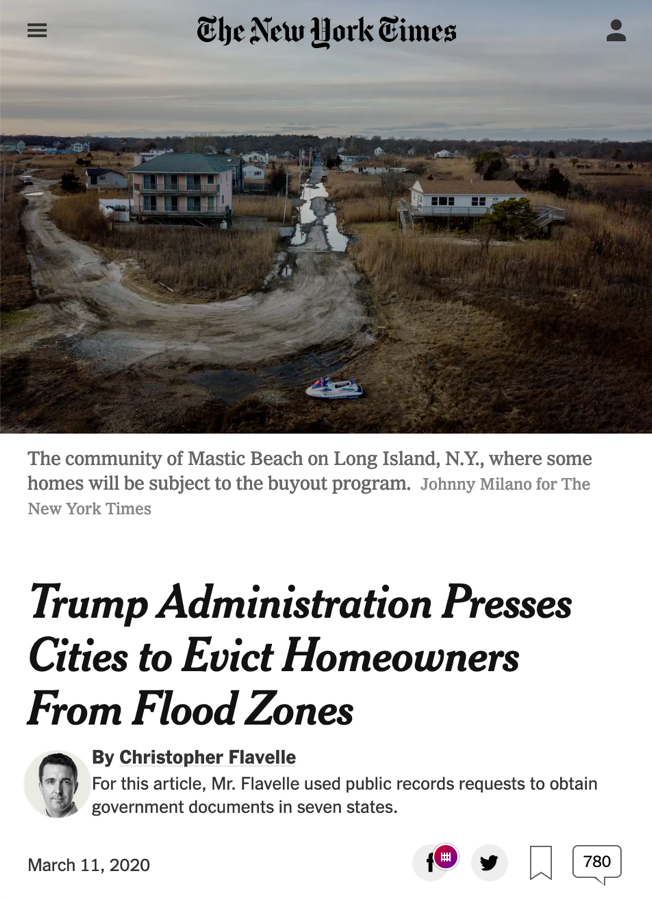 The New York Times
The community of Mastic Beach on Long Island, N.Y., where some
homes will be subject to the buyout program. Johnny Milano for The
New York Times
Trump Administration Presses
Cities to Evict Homeowners
From Flood Zones
By Christopher Flavelle
For this article, Mr. Flavelle used public records requests to obtain
government documents in seven states.
March 11, 2020
780